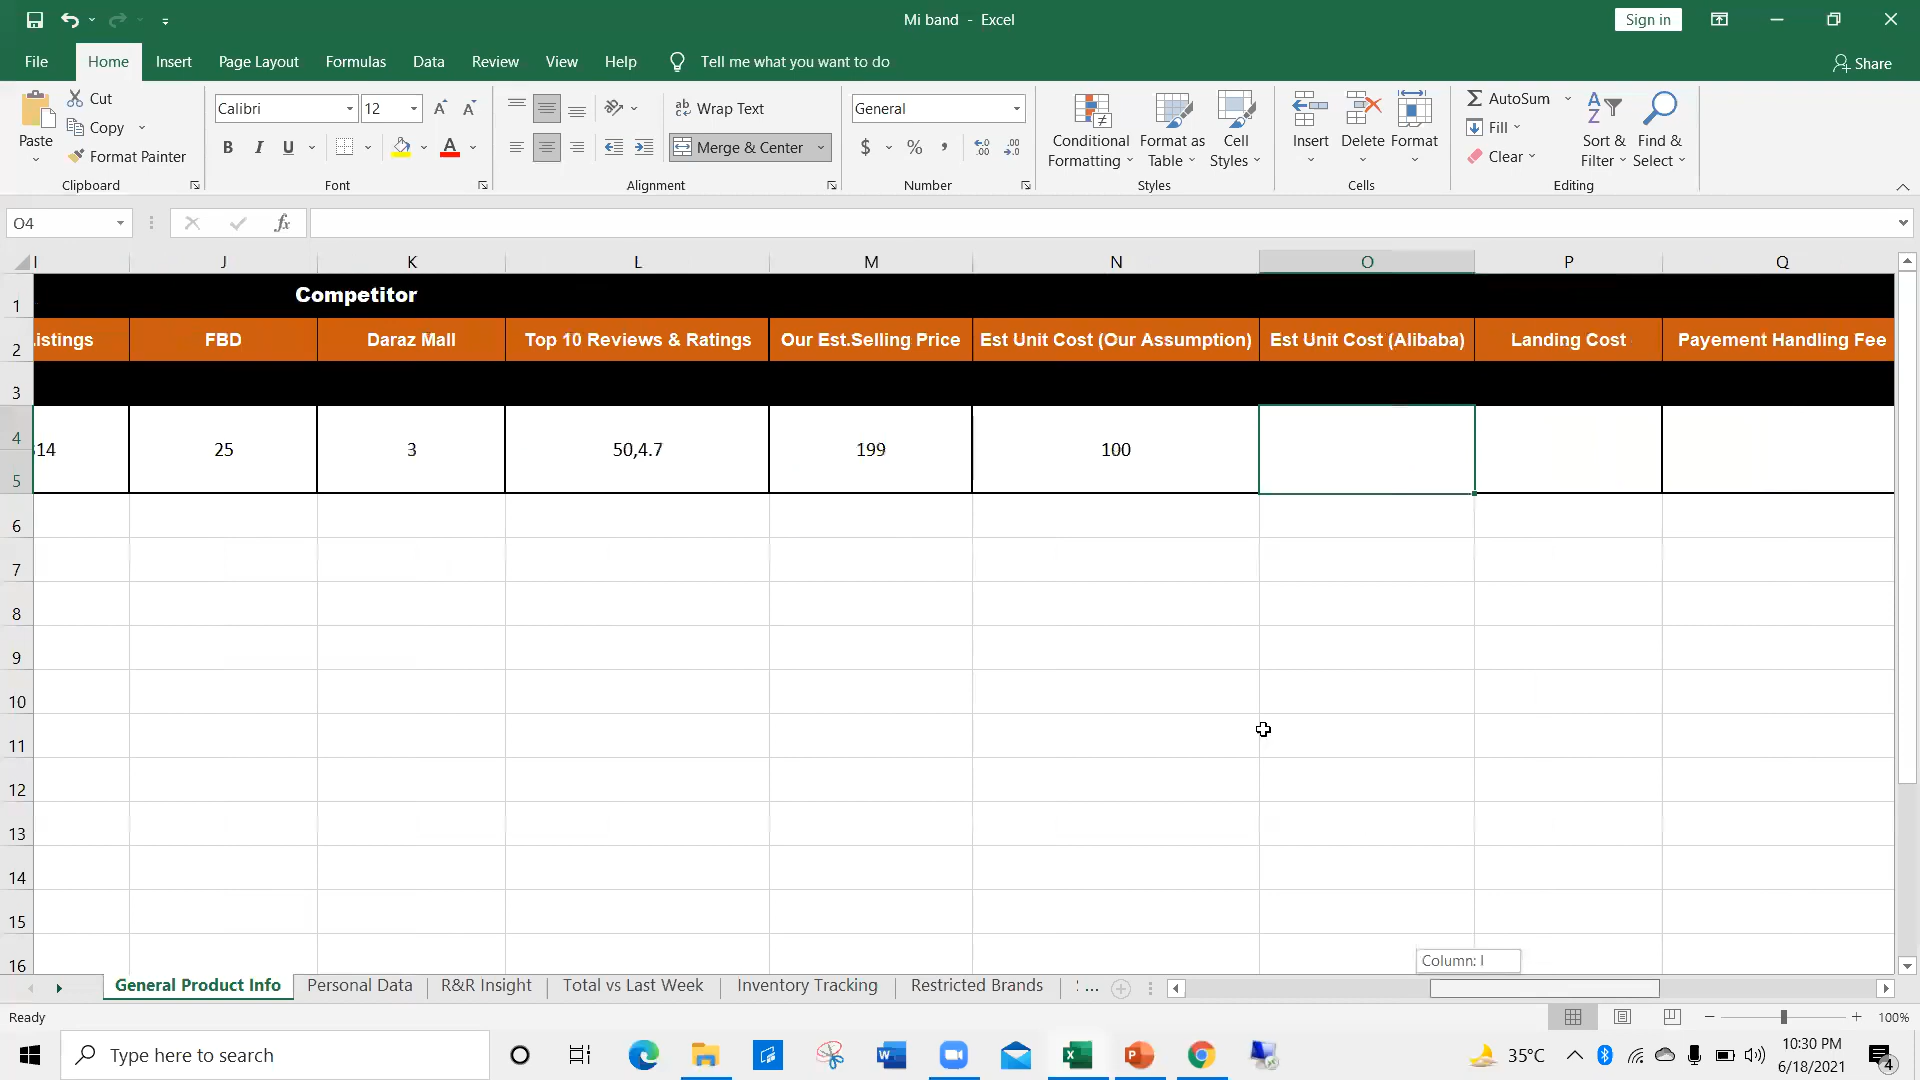 Mi band - Excel
Sign in
File Home Insert Page Layout Formulas Data Review View Help Tell me what you want to do Share
Paste
Cut
Copy
Format Painter
Clipboard
Calibri 12
B I U
Font
Wrap Text
Merge & Center
Alignment
General
$ % ,
Number
Conditional Formatting
Format as Table
Cell Styles
Styles
Insert Delete Format
Cells
AutoSum
Fill
Clear
Sort & Filter
Find & Select
Editing
O4 fx
I J K L M N O P Q
1 Competitor
2 Listings FBD Daraz Mall Top 10 Reviews & Ratings Our Est.Selling Price Est Unit Cost (Our Assumption) Est Unit Cost (Alibaba) Landing Cost Payement Handling Fee
3
4 14 25 3 50,4.7 199 100
5
6
7
8
9
10
11
12
13
14
15
16
Column: I
General Product Info Personal Data R&R Insight Total vs Last Week Inventory Tracking Restricted Brands ...
Ready
100%
Type here to search
35°C
10:30 PM
6/18/2021
4